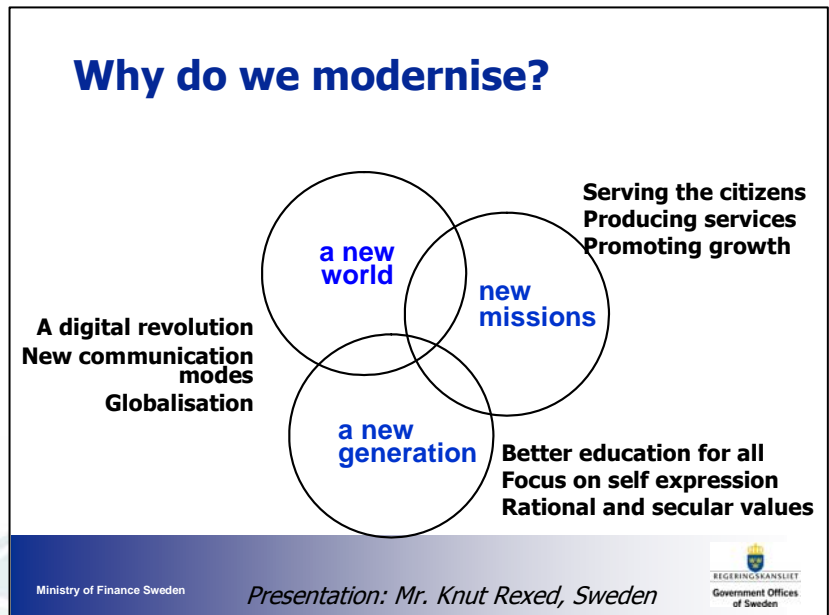 Why do we modernise?
a new
world
Serving the citizens
Producing services
Promoting growth
new
missions
A digital revolution
New communication
modes
Globalisation
a new
generation
Better education for all
Focus on self expression
Rational and secular values
Ministry of Finance Sweden
Presentation: Mr. Knut Rexed, Sweden
REGERINGSKANSLIET
Government Offices
of Sweden